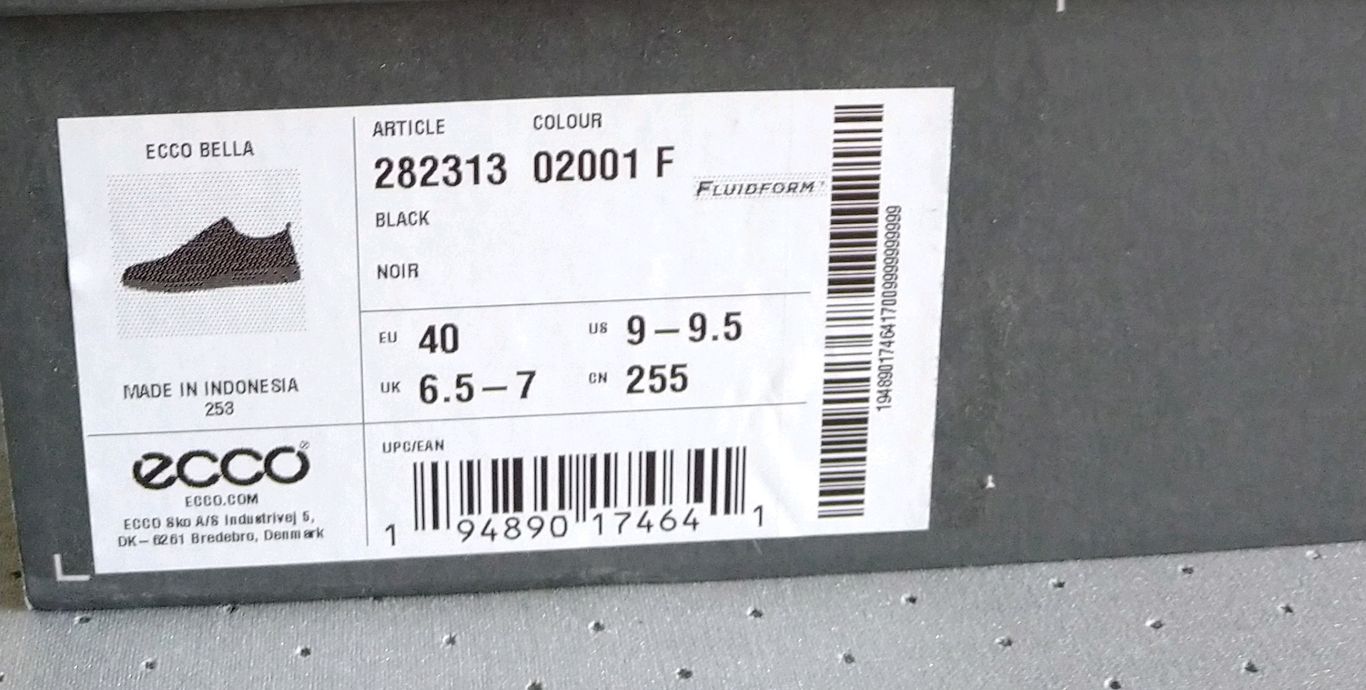 ECCO BELLA
MADE IN INDONESIA
253
ecco®
ECCO.COM
ECCO Sko A/S Industrivej 5,
DK-6261 Bredebro, Denmark
ARTICLE COLOUR
282313 02001 F
FLUIDFORM
BLACK
NOIR
EU 40 US 9-9.5
UK 6.5-7 CN 255
UPC/EAN
1 94890 17464 1